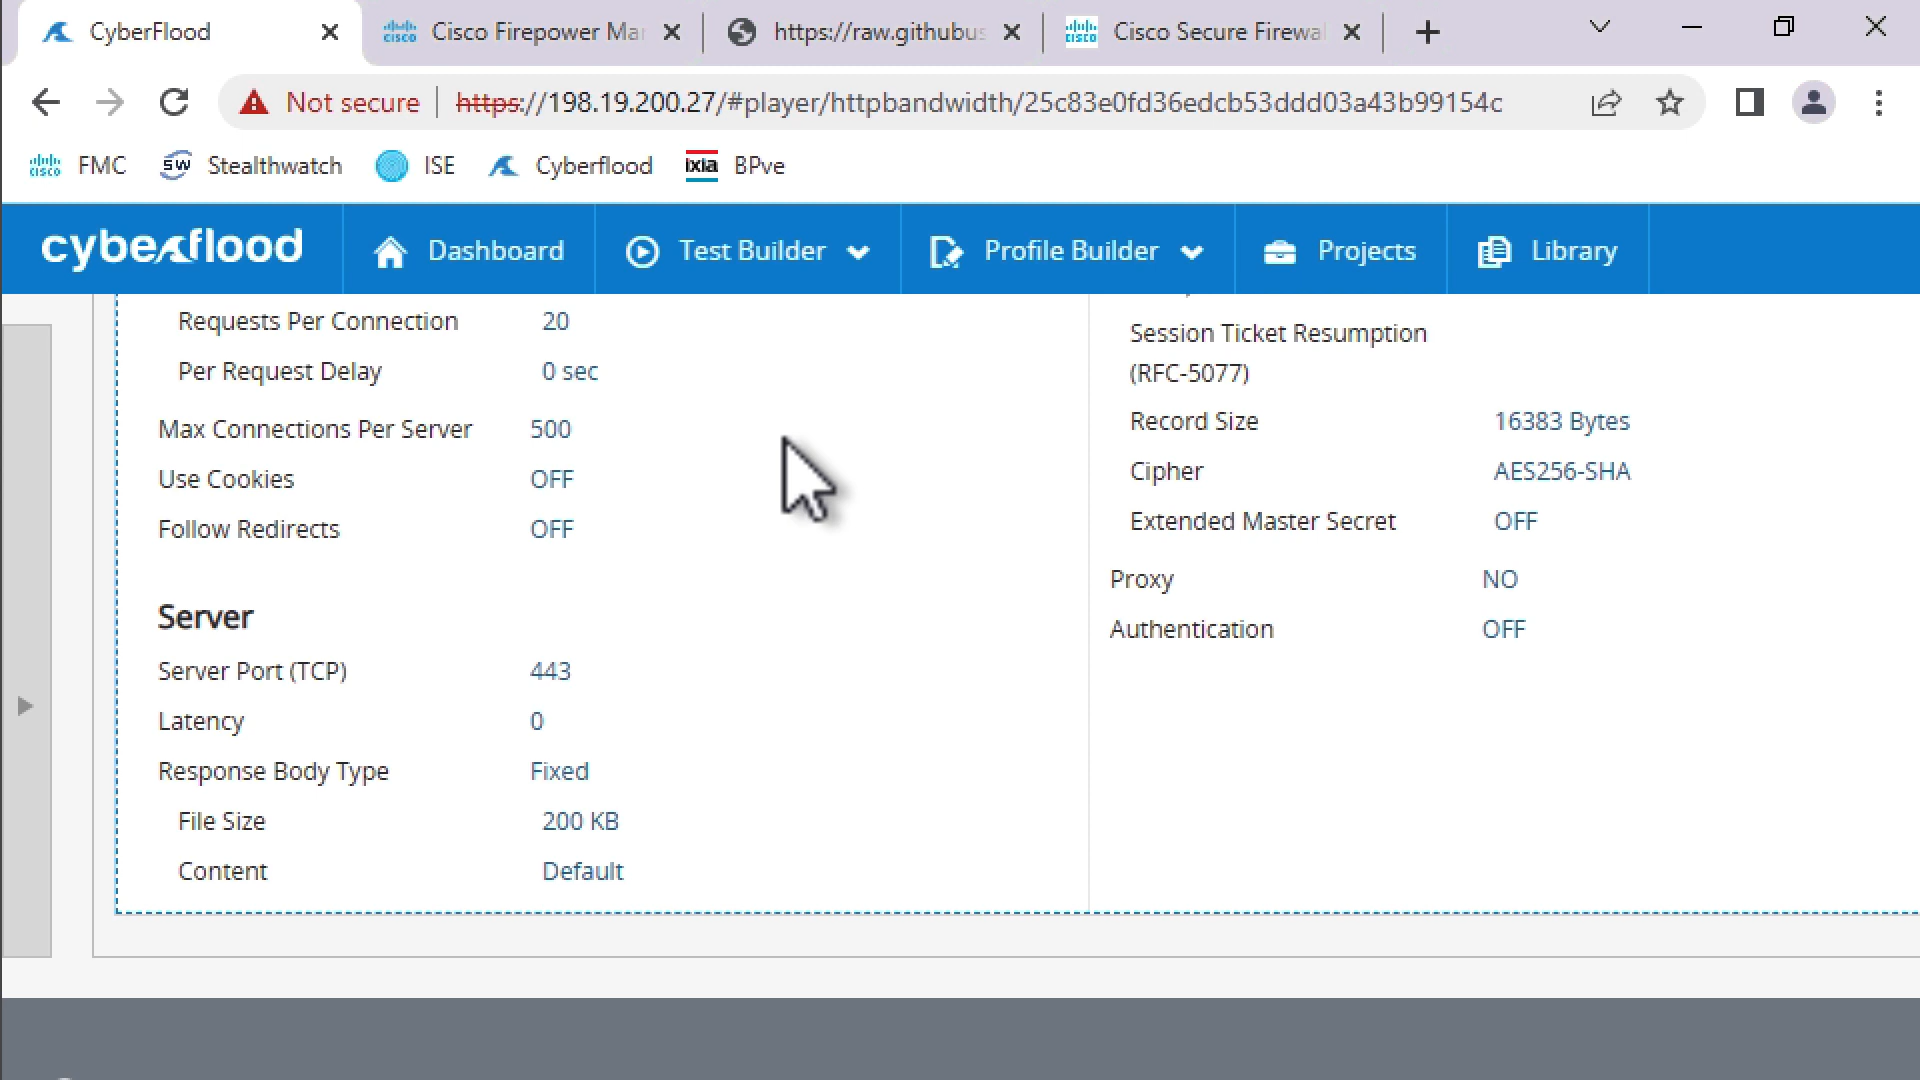 CyberFlood
Cisco Firepower Mar
https://raw.githubus
Cisco Secure Firewal
Not secure
https://198.19.200.27/#player/httpbandwidth/25c83e0fd36edcb53ddd03a43b99154c
cisco FMC
SW Stealthwatch
ISE
Cyberflood
ixia BPve
cyberflood
Dashboard
Test Builder
Profile Builder
Projects
Library
Requests Per Connection 20
Per Request Delay 0 sec
Max Connections Per Server 500
Use Cookies OFF
Follow Redirects OFF
Server
Server Port (TCP) 443
Latency 0
Response Body Type Fixed
File Size 200 KB
Content Default
Session Ticket Resumption
(RFC-5077)
Record Size 16383 Bytes
Cipher AES256-SHA
Extended Master Secret OFF
Proxy NO
Authentication OFF